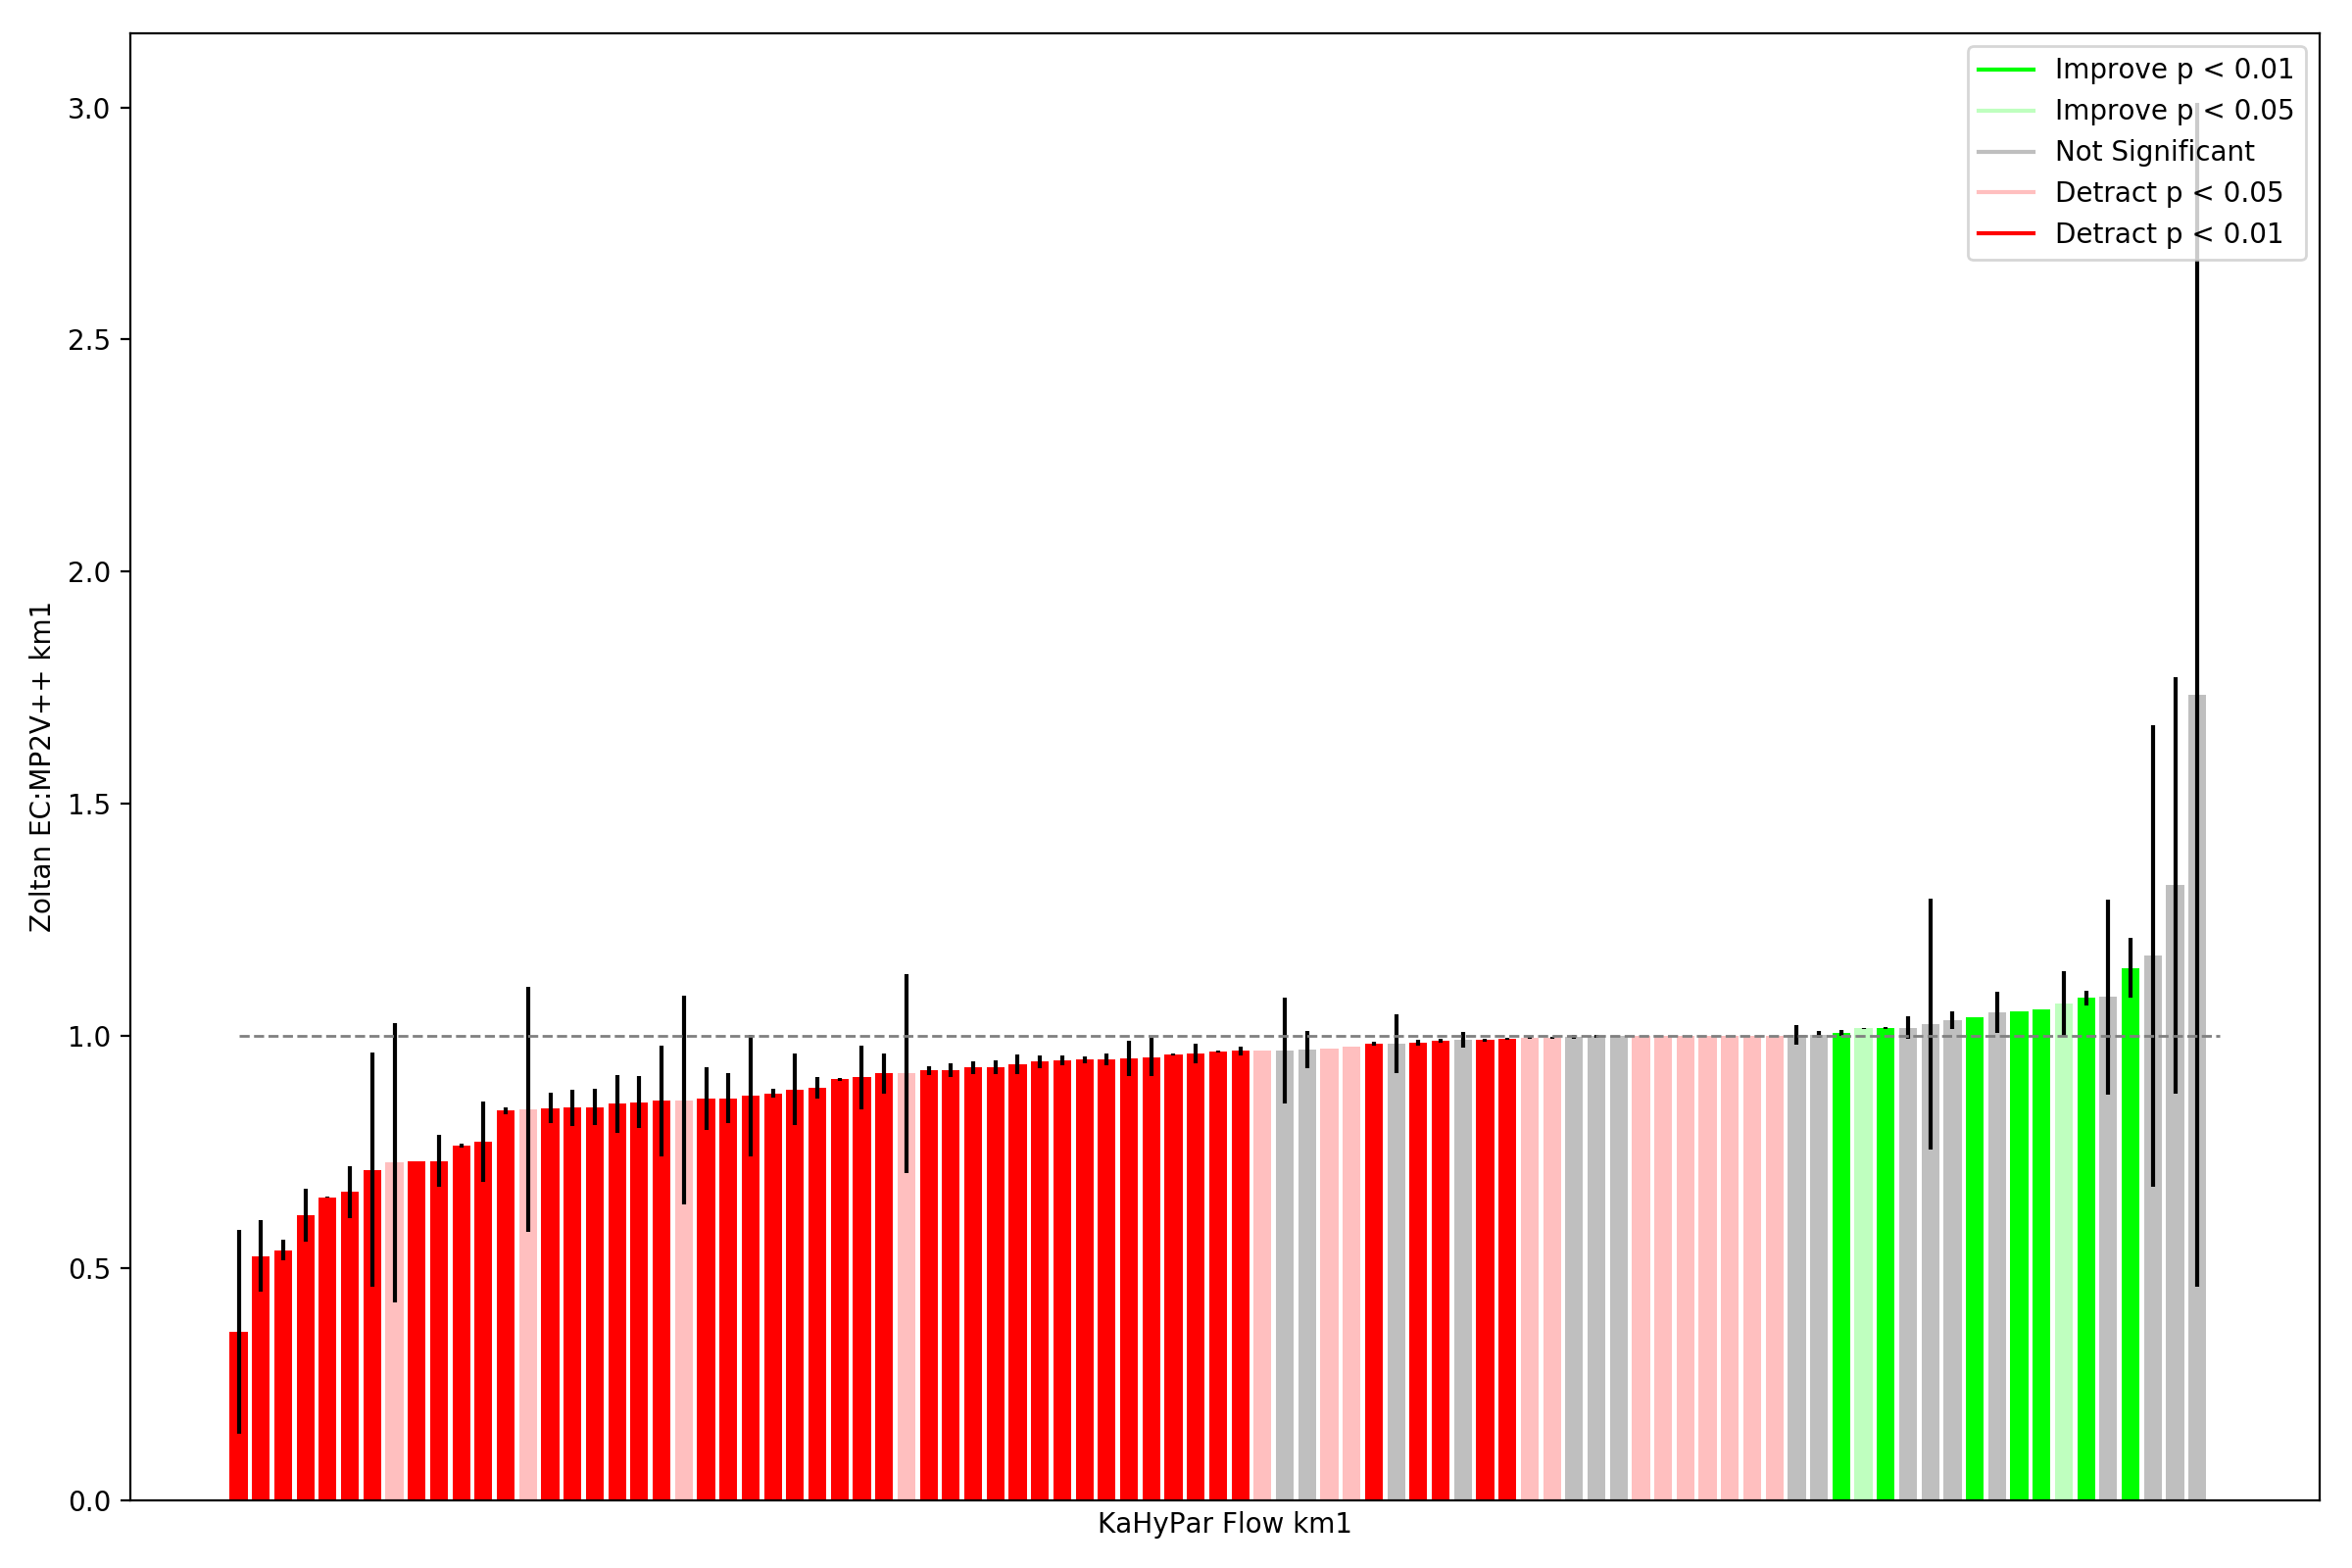 Improve p < 0.01
Improve p < 0.05
Not Significant
Detract p < 0.05
Detract p < 0.01
3.0
2.5
2.0
1.5
1.0
0.5
0.0
Zoltan EC:MP2V++ km1
KaHyPar Flow km1